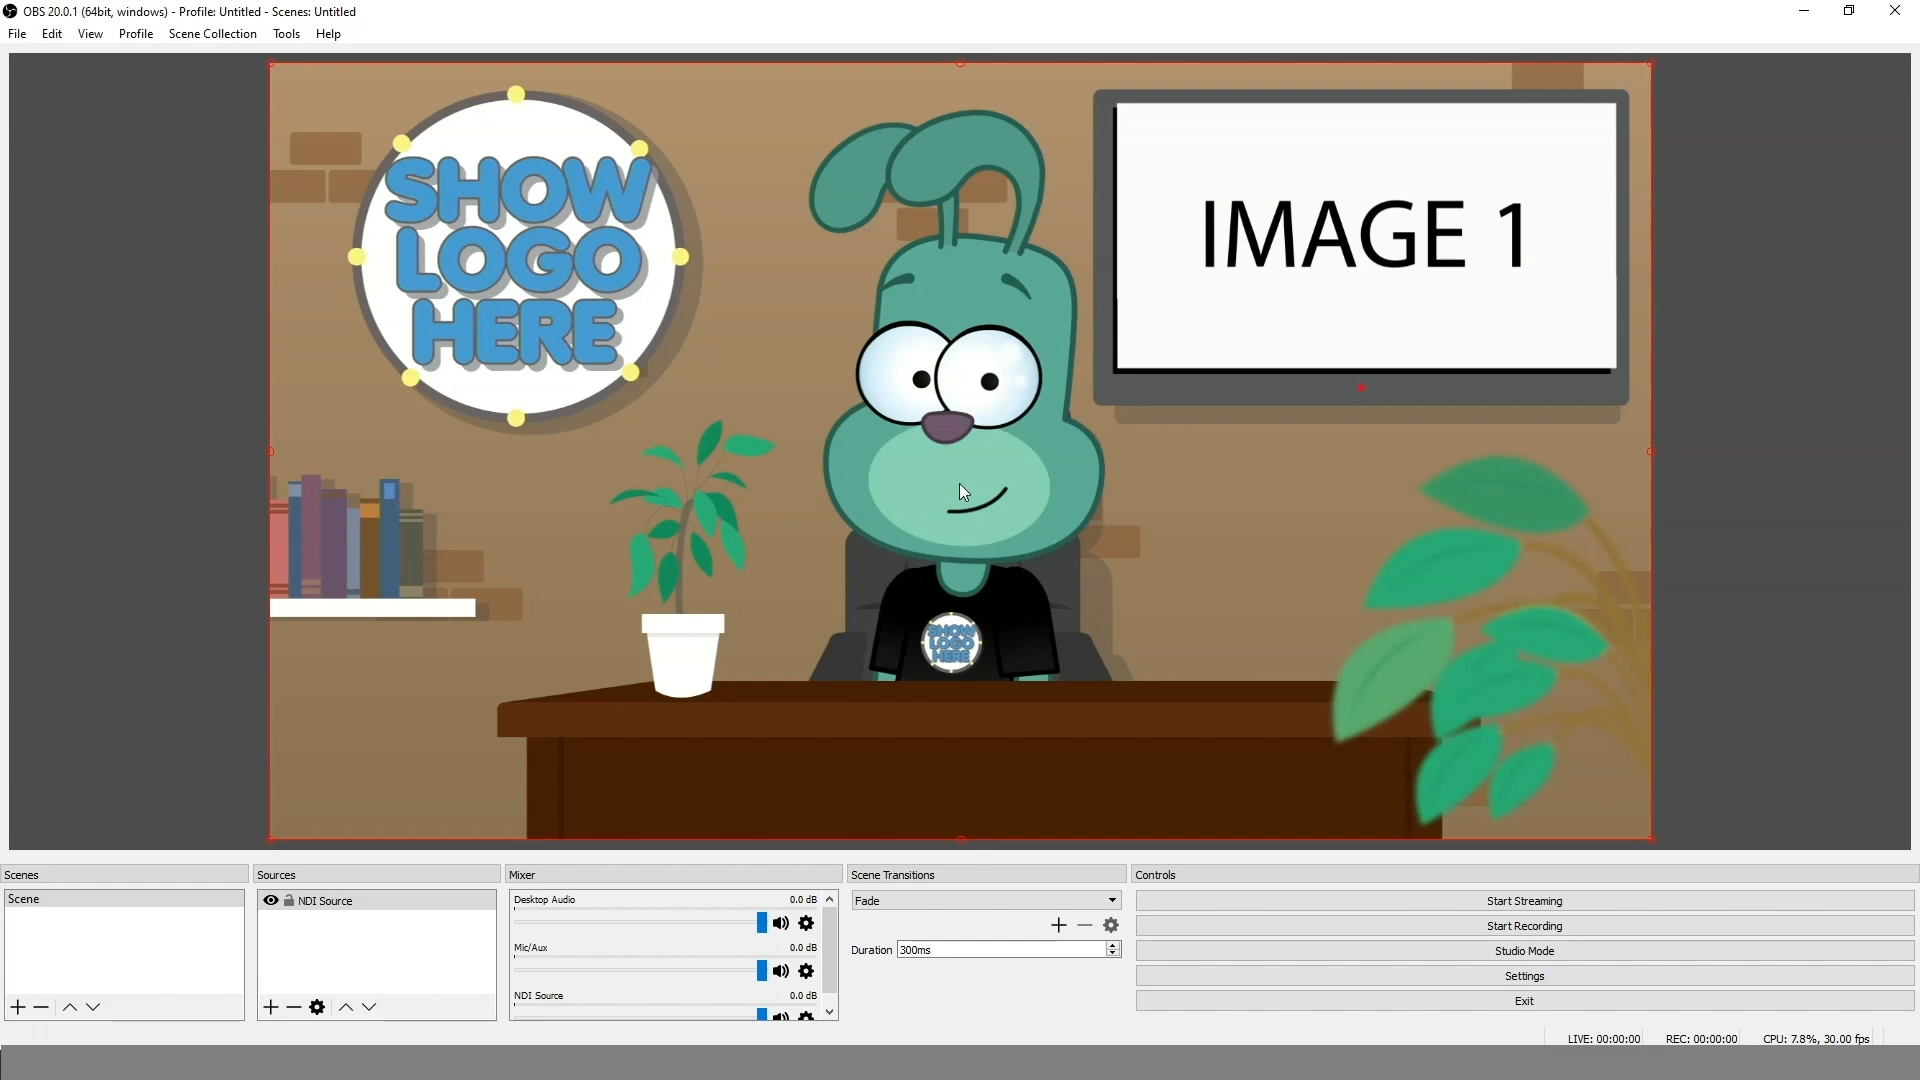 OBS 20.0.1 (64bit, windows) - Profile: Untitled - Scenes: Untitled
File Edit View Profile Scene Collection Tools Help
SHOW
LOGO
HERE
IMAGE 1
SHOW
LOGO
HERE
Scenes
Scene
Sources
NDI Source
Mixer
Desktop Audio 0.0 dB
Mic/Aux 0.0 dB
NDI Source 0.0 dB
Scene Transitions
Fade
Duration 300ms
Controls
Start Streaming
Start Recording
Studio Mode
Settings
Exit
LIVE: 00:00:00 REC: 00:00:00 CPU: 7.8%, 30.00 fps